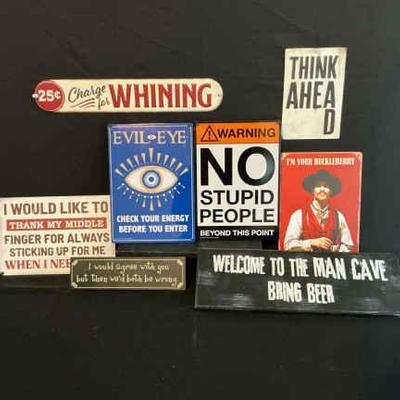 25¢ Charge for WHINING
THINK
AHEA
D
EVIL EYE
CHECK YOUR ENERGY
BEFORE YOU ENTER
WARNING
NO
STUPID
PEOPLE
BEYOND THIS POINT
I'M YOUR HUCKLEBERRY
I WOULD LIKE TO
THANK MY MIDDLE
FINGER FOR ALWAYS
STICKING UP FOR ME
WHEN I NEE
I would agree with you
but then we'd both be wrong.
WELCOME TO THE MAN CAVE
BRING BEER